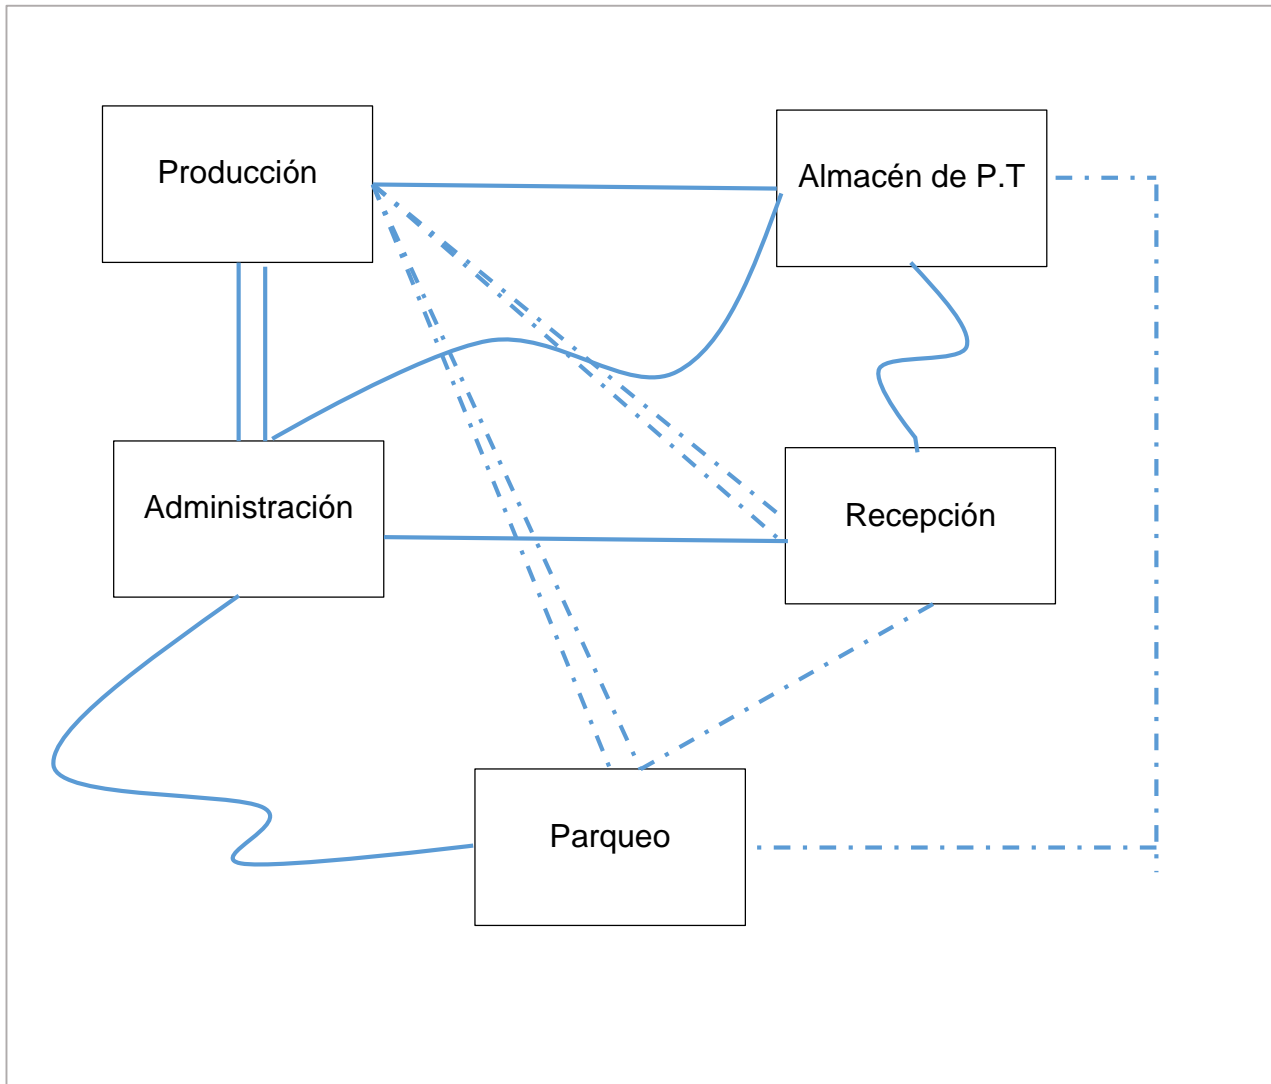 Producción
Almacén de P.T
Administración
Recepción
Parqueo